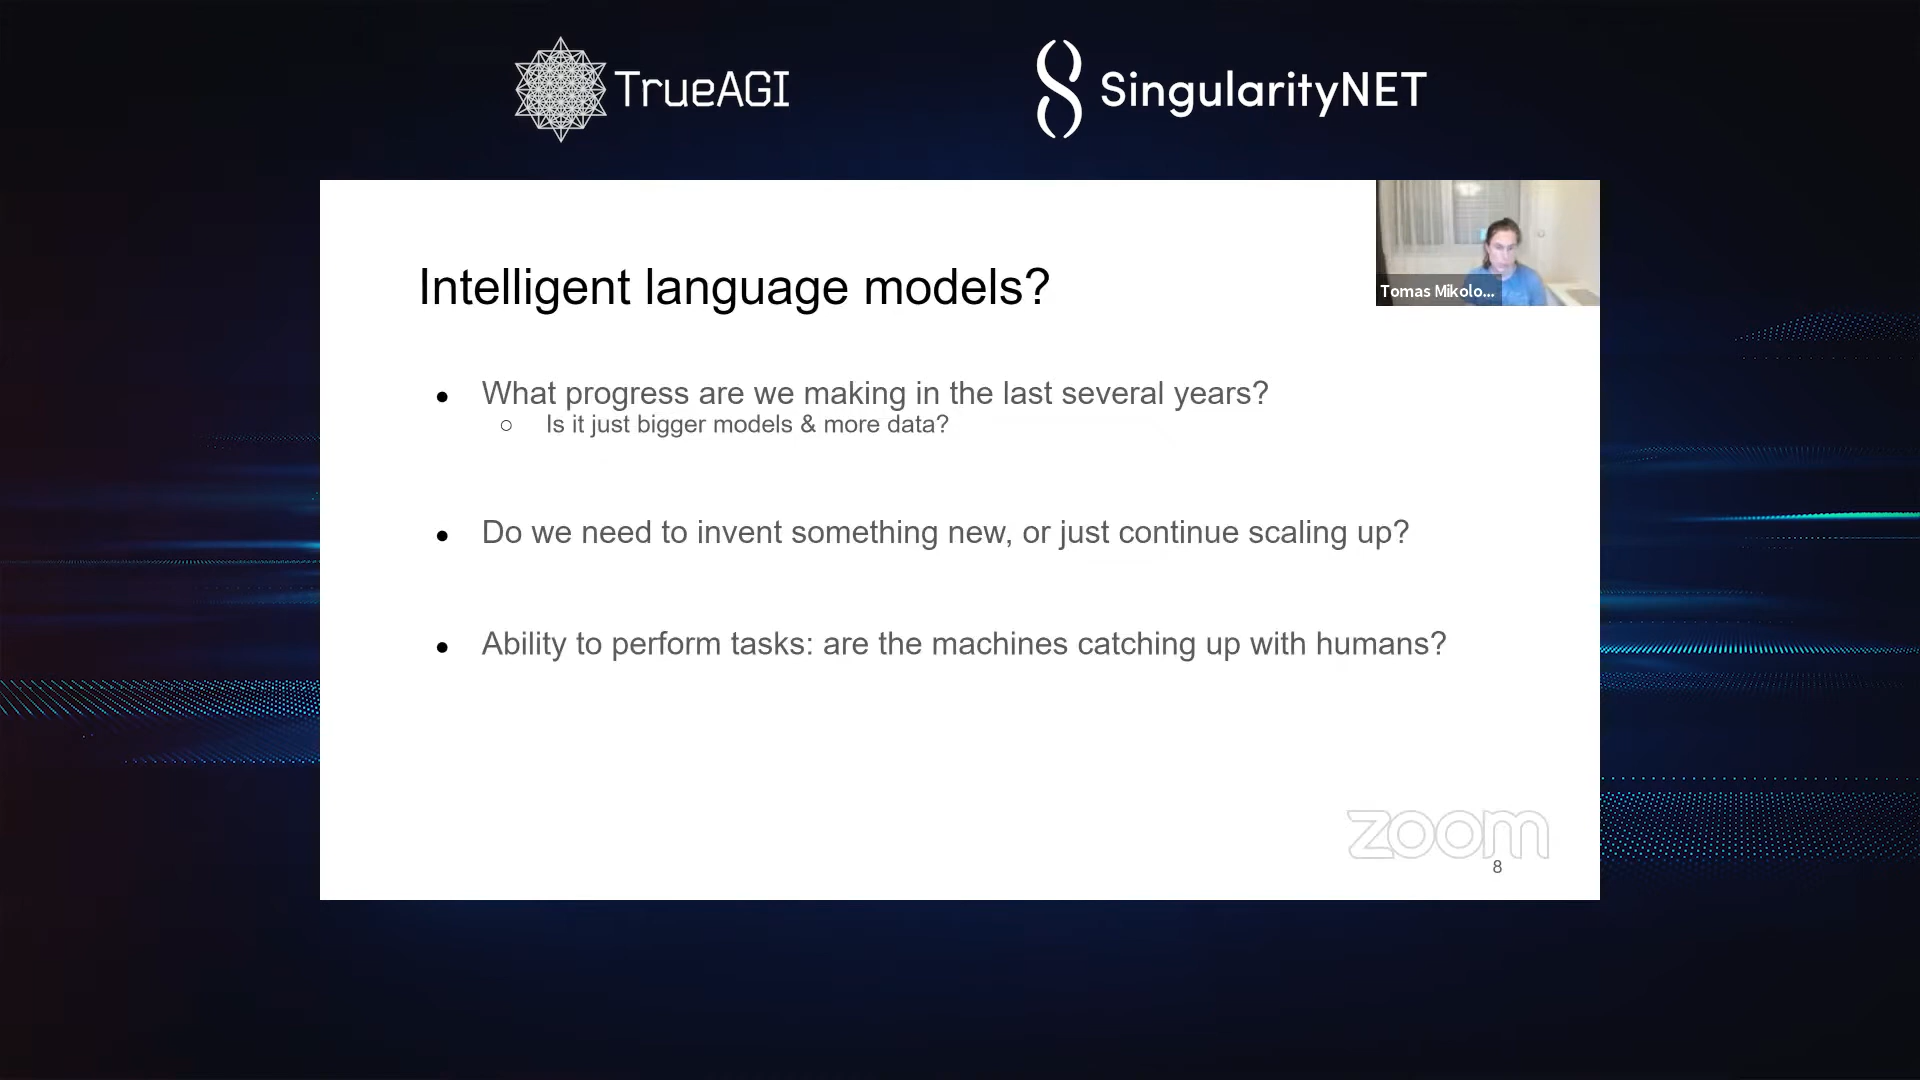 TrueAGI
SingularityNET
Intelligent language models?
Tomas Mikolo...
What progress are we making in the last several years?
Is it just bigger models & more data?
Do we need to invent something new, or just continue scaling up?
Ability to perform tasks: are the machines catching up with humans?
zoom
8